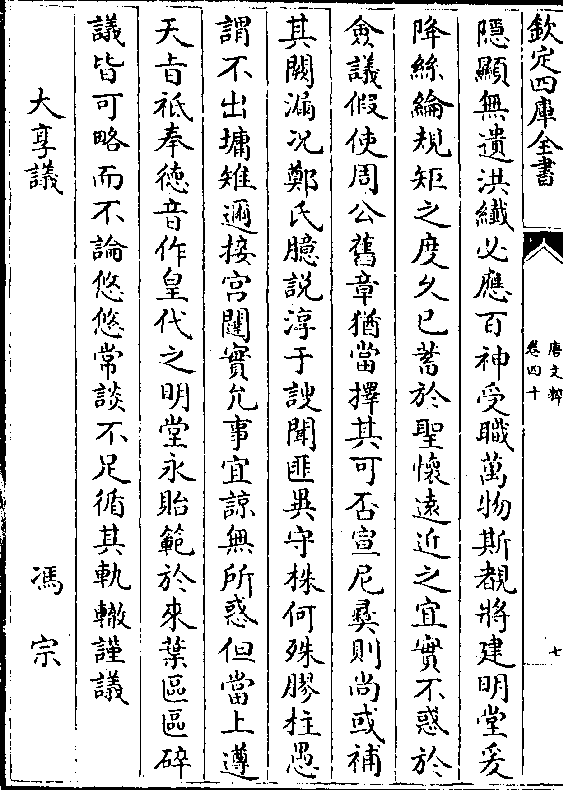 欽定四庫全書
唐文粹
卷四十
七
隠顯無遺洪纎必應百神受職萬物斯覩將建明堂爰
降絲綸規矩之度久已蓄於聖懷逺近之宜實不惑於
僉議假使周公舊章猶當擇其可否宣尼彛則尚或補
其闕漏况鄭氏臆説淳于謏聞匪異守株何殊膠柱愚
謂不出墉雉邇接宫闥實允事宜諒無所惑但當上遵
天㫖祗奉德音作皇代之明堂永貽範於來葉區區碎
議皆可略而不論悠悠常談不足循其軌轍謹議
大享議 馮宗